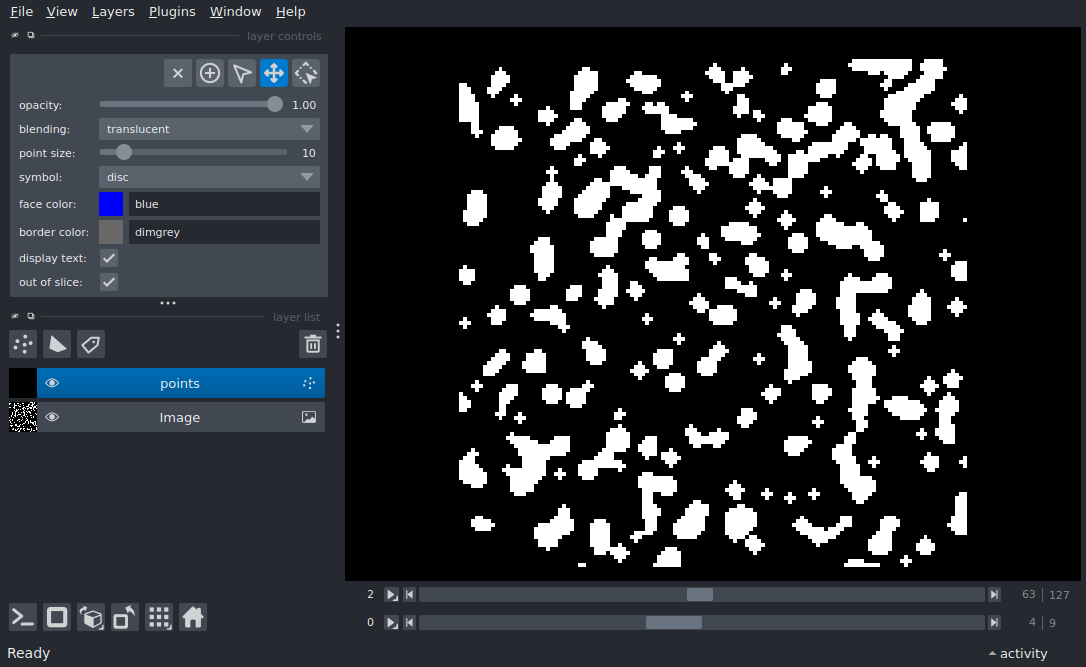 File View Layers Plugins Window Help
layer controls
opacity: 1.00
blending: translucent
point size: 10
symbol: disc
face color: blue
border color: dimgrey
display text:
out of slice:
layer list
points
Image
2 63 127
0 4 9
Ready activity